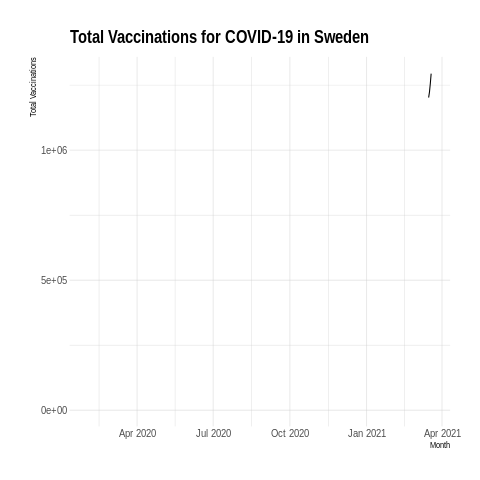 Total Vaccinations for COVID-19 in Sweden
Total Vaccinations
1e+06
5e+05
0e+00
Apr 2020 Jul 2020 Oct 2020 Jan 2021 Apr 2021
Month